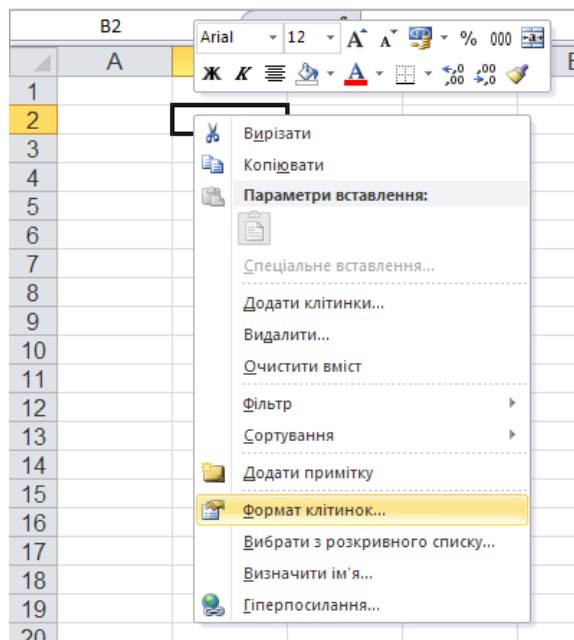 B2
Arial 12 A A % 000 a
A E
Ж К A ,00 ,00
1
2
3
4
5
6
7
8
9
10
11
12
13
14
15
16
17
18
19
20
Вирізати
Копіювати
Параметри вставлення:
Спеціальне вставлення...
Додати клітинки...
Видалити...
Очистити вміст
Фільтр
Сортування
Додати примітку
Формат клітинок...
Вибрати з розкривного списку...
Визначити ім'я...
Гіперпосилання...